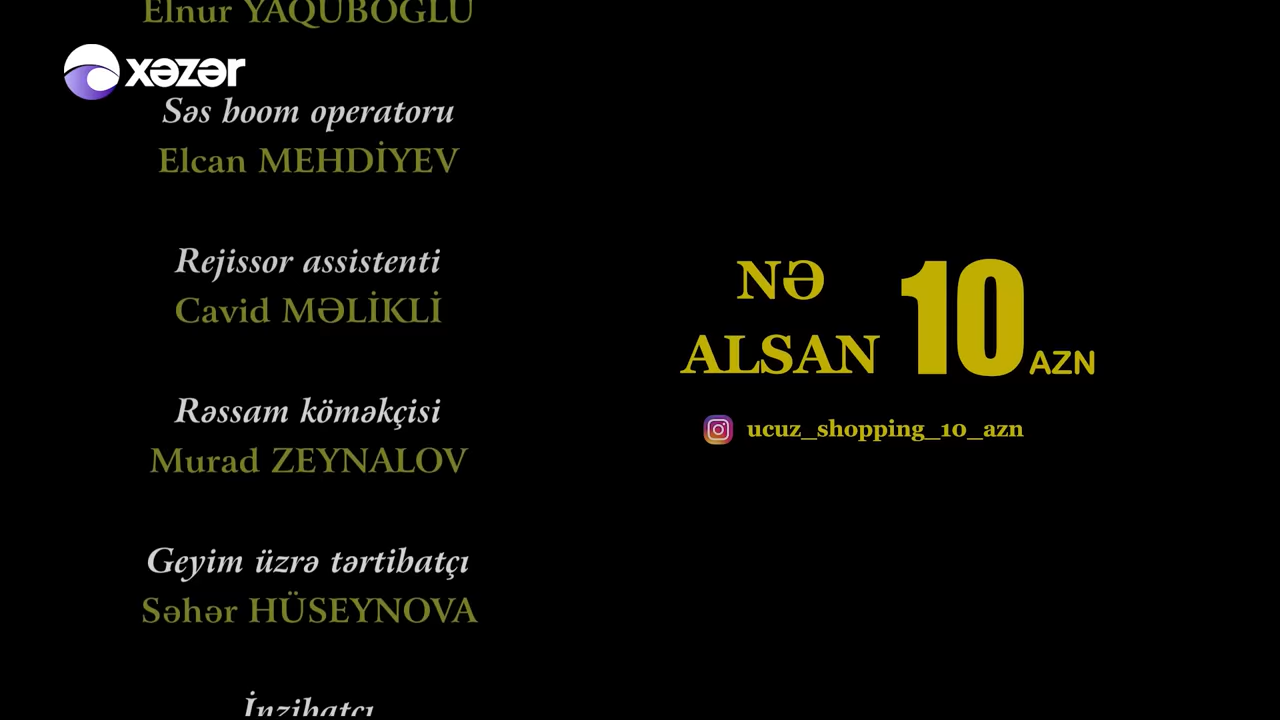 Elnur YAQUBOĞLU
xəzər
Səs boom operatoru
Elcan MEHDİYEV
Rejissor assistenti
Cavid MƏLİKLİ
Rəssam köməkçisi
Murad ZEYNALOV
Geyim üzrə tərtibatçı
Səhər HÜSEYNOVA
İnzibatçı
NƏ
ALSAN 10 AZN
ucuz_shopping_10_azn